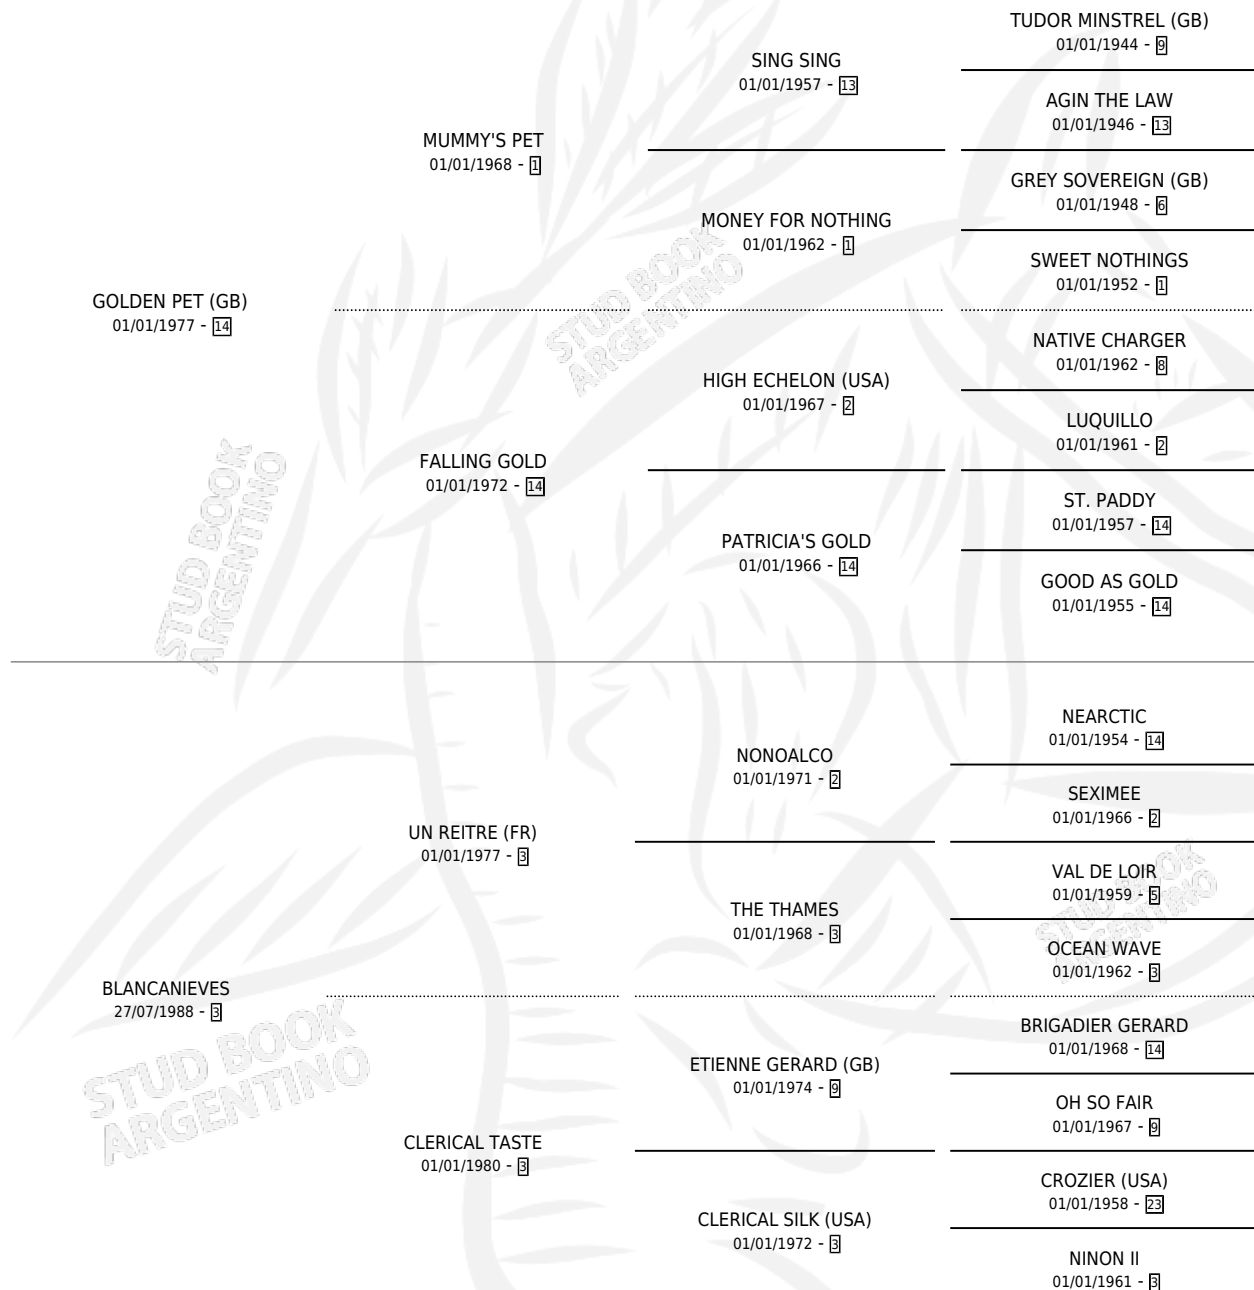 TUDOR MINSTREL (GB)
01/01/1944 - 9
SING SING
01/01/1957 - 13
AGIN THE LAW
01/01/1946 - 13
MUMMY'S PET
01/01/1968 - 1
GREY SOVEREIGN (GB)
01/01/1948 - 6
MONEY FOR NOTHING
01/01/1962 - 1
SWEET NOTHINGS
01/01/1952 - 1
GOLDEN PET (GB)
01/01/1977 - 14
STUD BOOK
ARGENTINO
NATIVE CHARGER
01/01/1962 - 8
HIGH ECHELON (USA)
01/01/1967 - 2
LUQUILLO
01/01/1961 - 2
FALLING GOLD
01/01/1972 - 14
ST. PADDY
01/01/1957 - 14
PATRICIA'S GOLD
01/01/1966 - 14
GOOD AS GOLD
01/01/1955 - 14
STUD BOOK
ARGENTINO
NEARCTIC
01/01/1954 - 14
NONOALCO
01/01/1971 - 2
SEXIMEE
01/01/1966 - 2
UN REITRE (FR)
01/01/1977 - 3
VAL DE LOIR
01/01/1959 - 5
THE THAMES
01/01/1968 - 3
OCEAN WAVE
01/01/1962 - 3
STUD BOOK
ARGENTINO
BLANCANIEVES
27/07/1988 - 3
BRIGADIER GERARD
01/01/1968 - 14
ETIENNE GERARD (GB)
01/01/1974 - 9
OH SO FAIR
01/01/1967 - 9
STUD BOOK
ARGENTINO
CLERICAL TASTE
01/01/1980 - 3
CROZIER (USA)
01/01/1958 - 23
CLERICAL SILK (USA)
01/01/1972 - 3
NINON II
01/01/1961 - 3